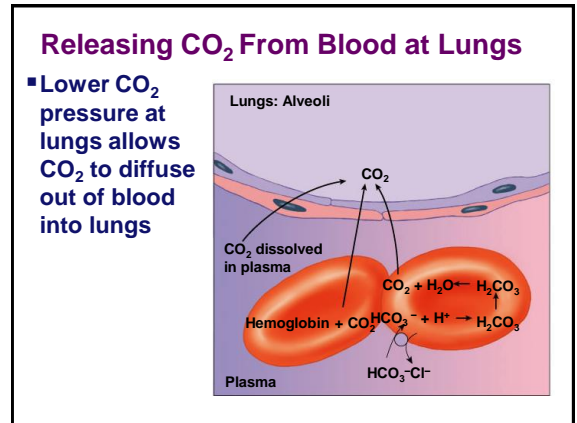 Releasing CO₂ From Blood at Lungs
▪Lower CO₂
pressure at
lungs allows
CO₂ to diffuse
out of blood
into lungs
Lungs: Alveoli
CO₂
CO₂ dissolved
in plasma
CO₂ + H₂O ← H₂CO₃
Hemoglobin + CO₂
HCO₃⁻ + H⁺ → H₂CO₃
HCO₃⁻Cl⁻
Plasma